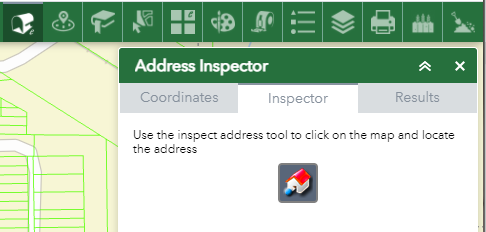 Address Inspector
Coordinates Inspector Results
Use the inspect address tool to click on the map and locate
the address